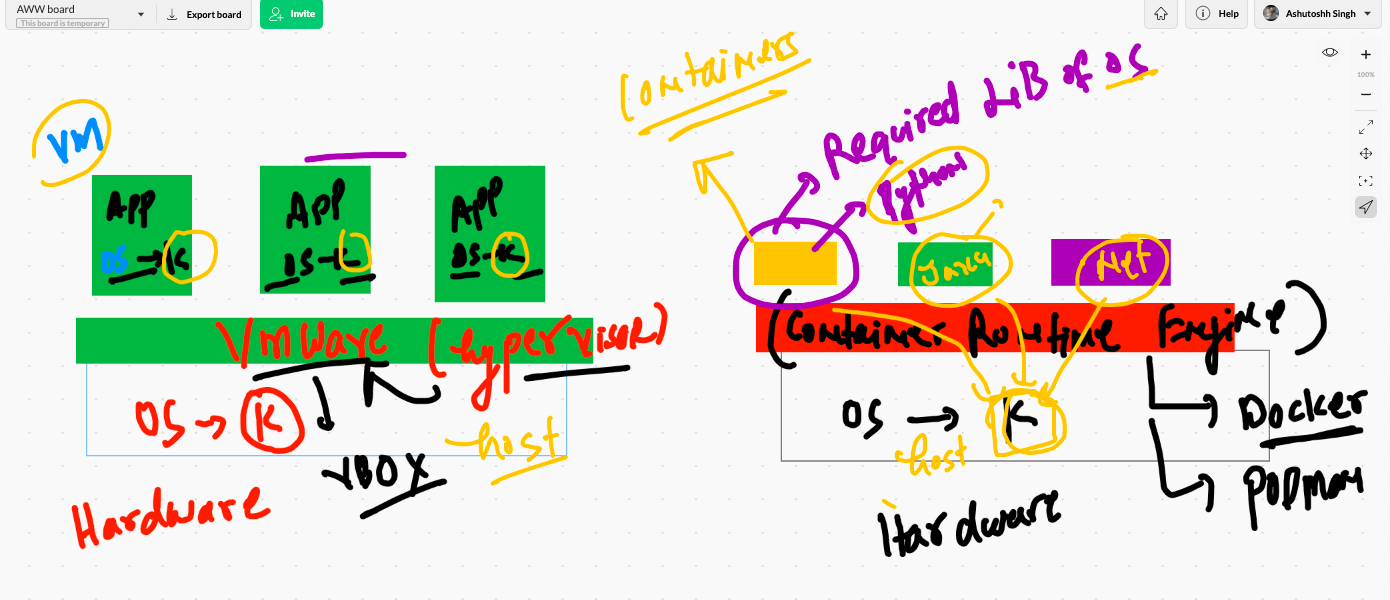 AWW board
This board is temporary
Export board
Invite
Help
Ashutoshh Singh
100%
VM
APP
OS → K
APP
OS - K
APP
OS - K
VMWare (hypervisor)
OS → K
host
VBOX
Hardware
Containers
Required LiB of OS
Python
Java
.Net
(Container Runtime Engine)
OS → K
host
Docker
PODman
Hardware